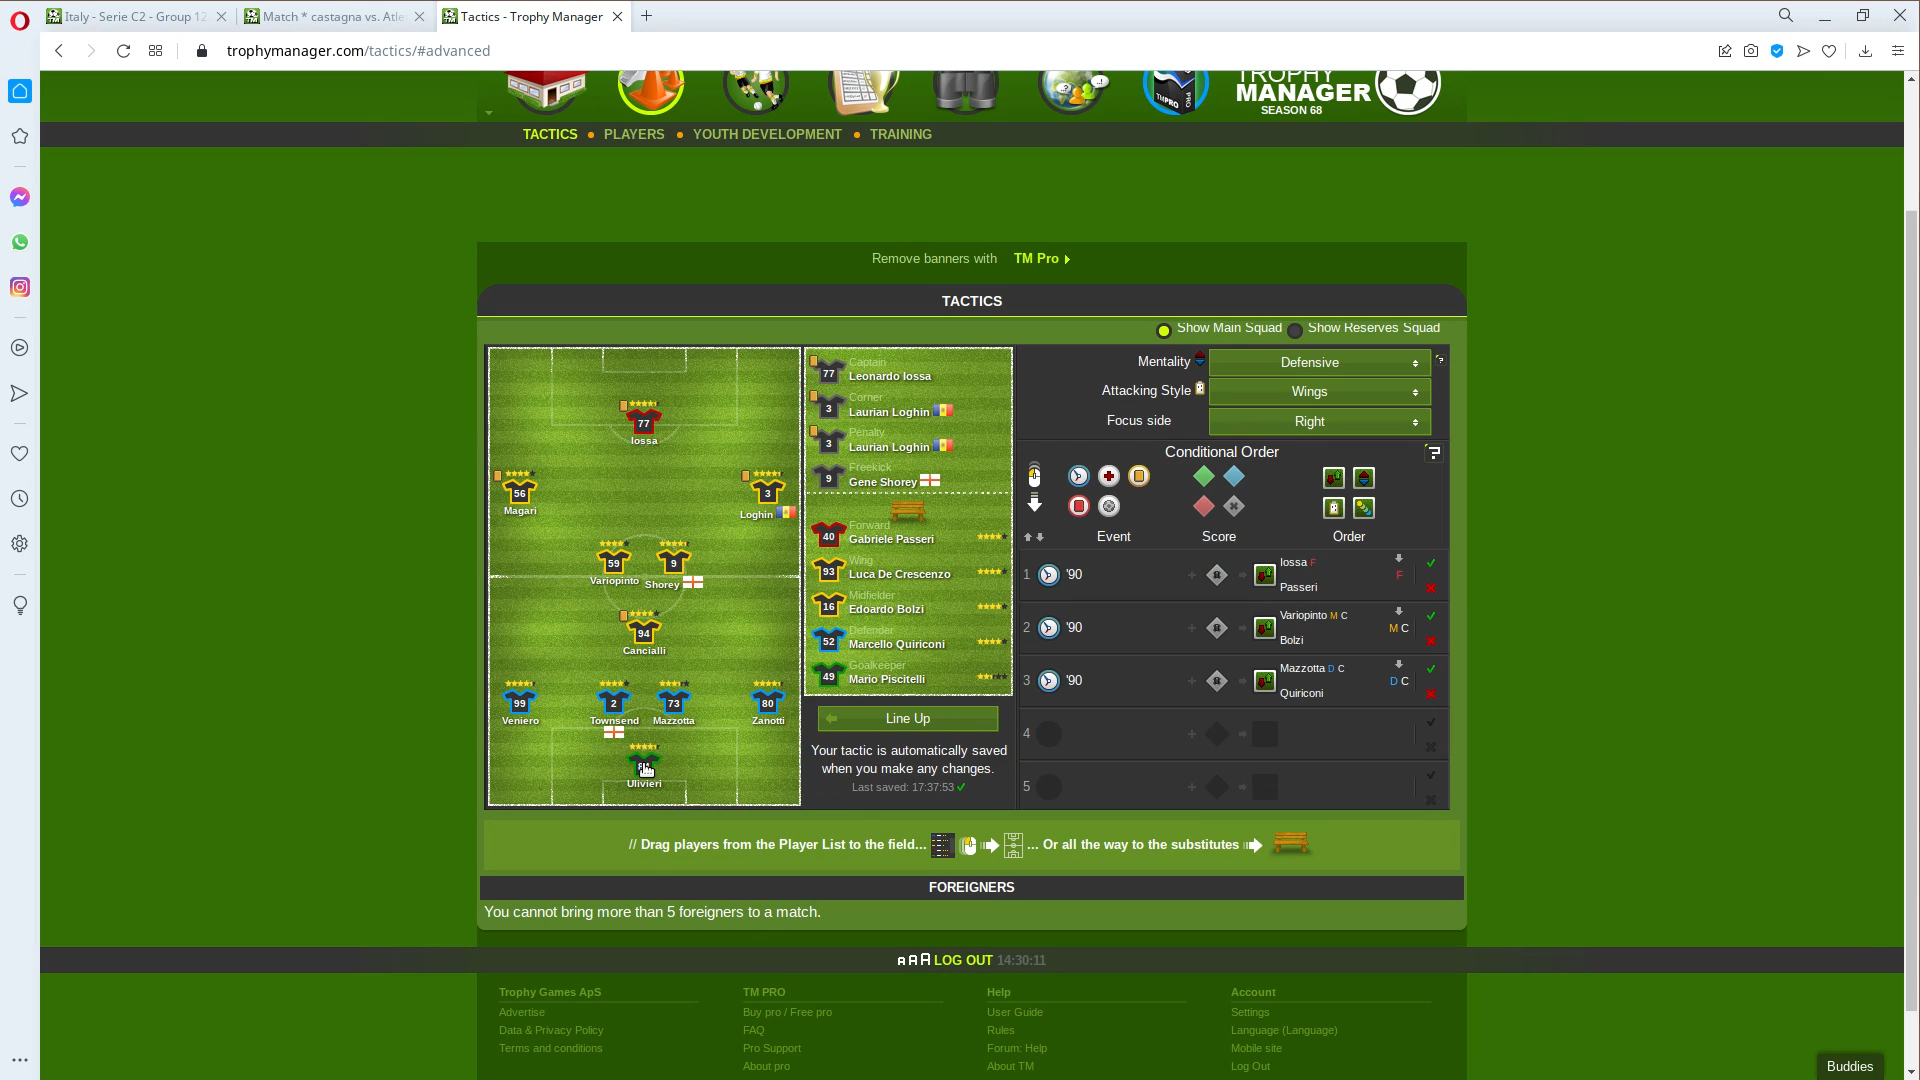 Italy - Serie C2 - Group 12
Match * castagna vs. Atle
Tactics - Trophy Manager
trophymanager.com/tactics/#advanced
TROPHY
MANAGER
SEASON 68
TACTICS PLAYERS YOUTH DEVELOPMENT TRAINING
Remove banners with TM Pro
TACTICS
Show Main Squad Show Reserves Squad
77
Iossa
56
Magari
3
Loghin
59
Variopinto
9
Shorey
94
Cancialli
99
Veniero
2
Townsend
73
Mazzotta
80
Zanotti
Ulivieri
Captain
77 Leonardo Iossa
Corner
3 Laurian Loghin
Penalty
3 Laurian Loghin
Freekick
9 Gene Shorey
Forward
40 Gabriele Passeri
Wing
93 Luca De Crescenzo
Midfielder
16 Edoardo Bolzi
Defender
52 Marcello Quiriconi
Goalkeeper
49 Mario Piscitelli
Line Up
Your tactic is automatically saved
when you make any changes.
Last saved: 17:37:53
Mentality Defensive
Attacking Style Wings
Focus side Right
Conditional Order
Event Score Order
1 '90 Iossa F
F
Passeri
2 '90 Variopinto M C
M C
Bolzi
3 '90 Mazzotta D C
D C
Quiriconi
4
5
// Drag players from the Player List to the field... ... Or all the way to the substitutes
FOREIGNERS
You cannot bring more than 5 foreigners to a match.
A A A LOG OUT 14:30:11
Trophy Games ApS
Advertise
Data & Privacy Policy
Terms and conditions
TM PRO
Buy pro / Free pro
FAQ
Pro Support
About pro
Help
User Guide
Rules
Forum: Help
About TM
Account
Settings
Language (Language)
Mobile site
Log Out
Buddies